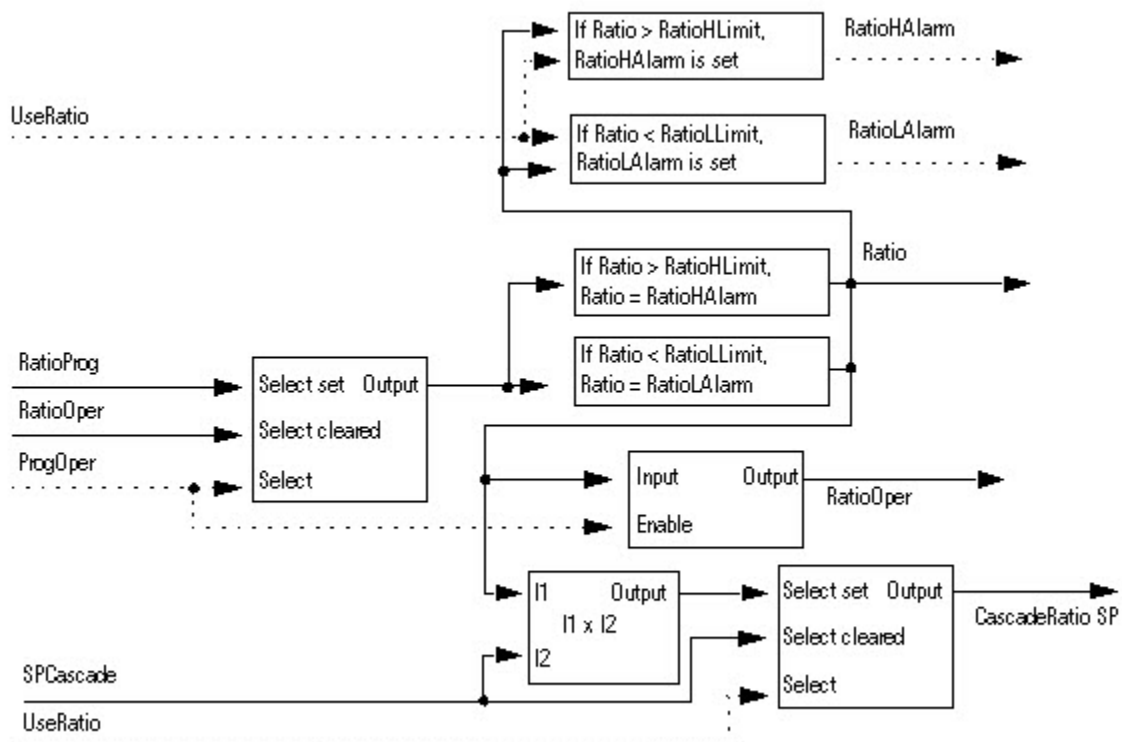 If Ratio > RatioHLimit,
RatioHAlarm is set
RatioHAlarm
UseRatio
If Ratio < RatioLLimit,
RatioLAlarm is set
RatioLAlarm
Ratio
If Ratio > RatioHLimit,
Ratio = RatioHAlarm
If Ratio < RatioLLimit,
Ratio = RatioLAlarm
RatioProg
RatioOper
ProgOper
Select set Output
Select cleared
Select
Input Output
Enable
RatioOper
I1 Output
I1 x I2
I2
Select set Output
Select cleared
Select
CascadeRatio SP
SPCascade
UseRatio